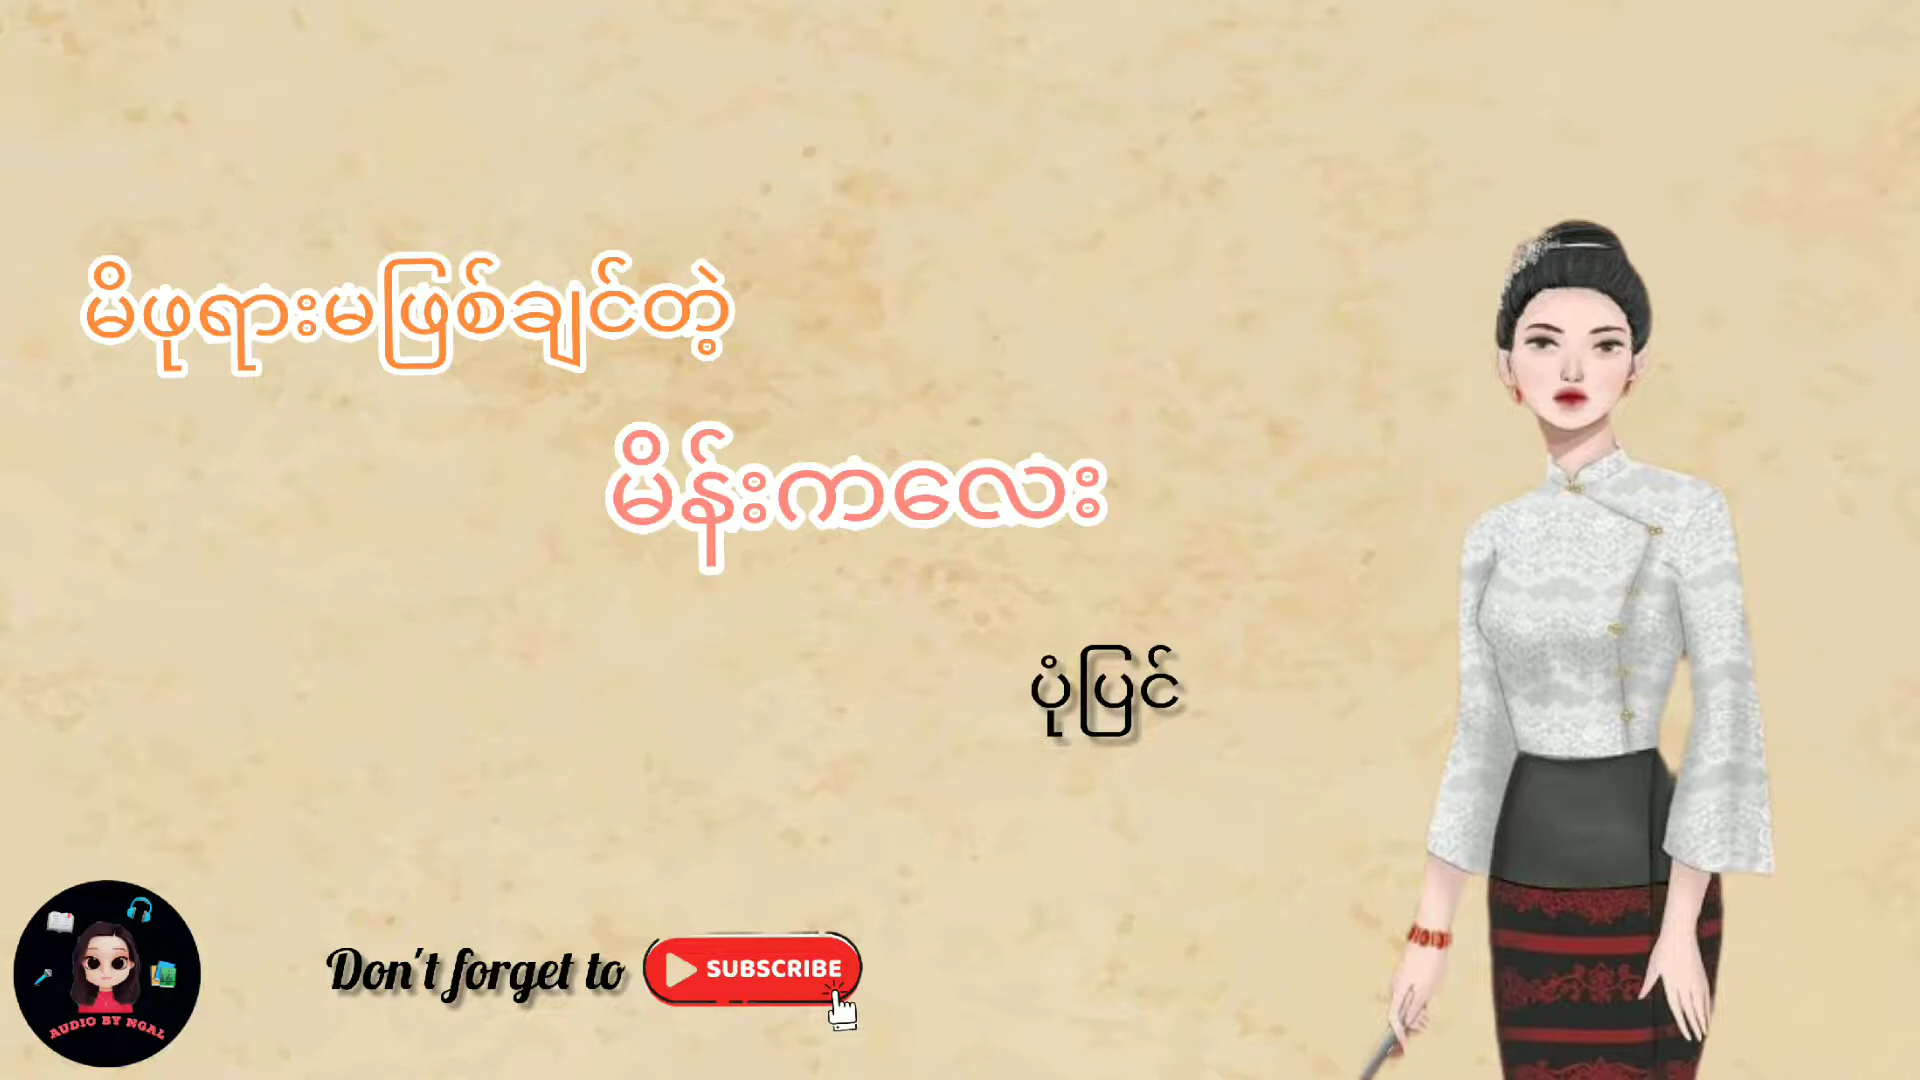 မိဖုရားမဖြစ်ချင်တဲ့
မိန်းကလေး
ပုံပြင်
Don't forget to SUBSCRIBE
AUDIO BY NGAL